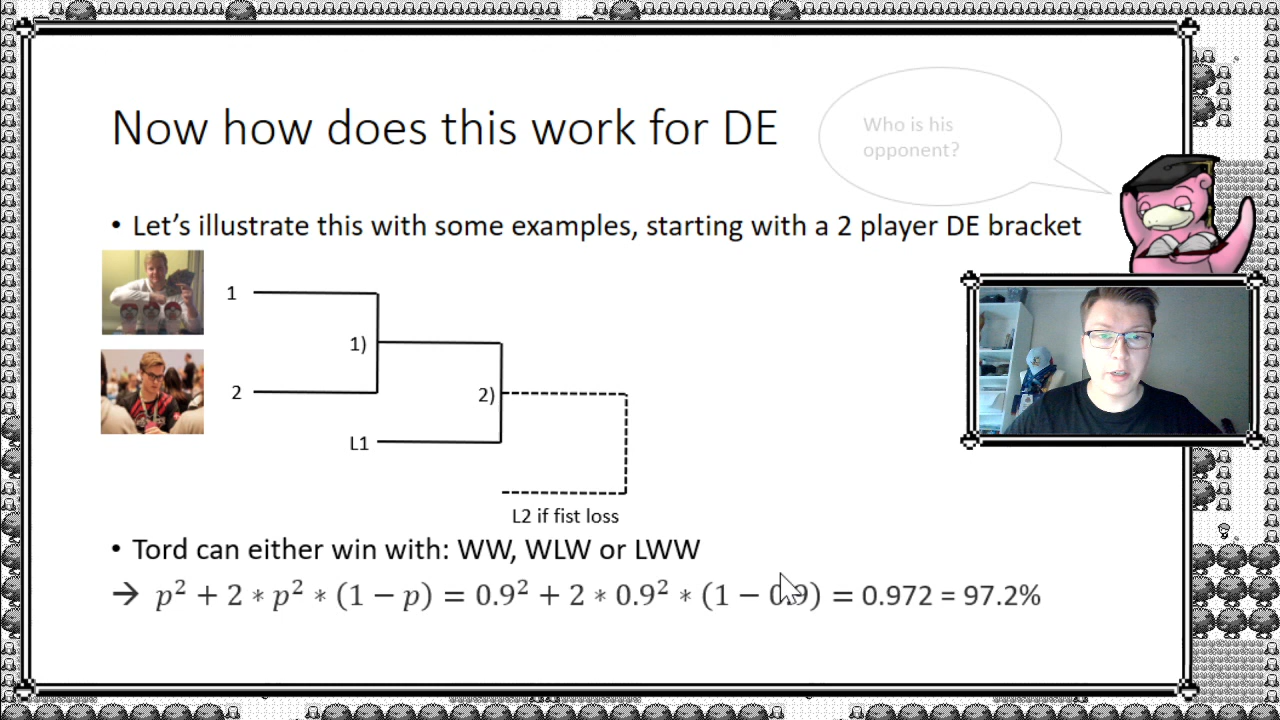 Now how does this work for DE
Who is his
opponent?
• Let's illustrate this with some examples, starting with a 2 player DE bracket
1
1)
2
2)
L1
L2 if fist loss
• Tord can either win with: WW, WLW or LWW
→ p² + 2 ∗ p² ∗ (1 − p) = 0.9² + 2 ∗ 0.9² ∗ (1 − 0.9) = 0.972 = 97.2%